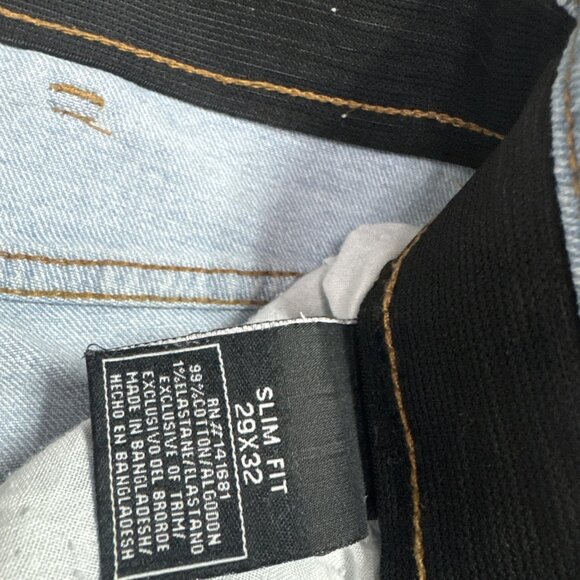 SLIM FIT
29X32
RN# 141681
99%COTTON/ALGODON
1%ELASTANE/ELASTANO
EXCLUSIVE OF TRIM/
EXCLUSIVO DEL BRORDE
MADE IN BANGLADESH/
HECHO EN BANGLADESH